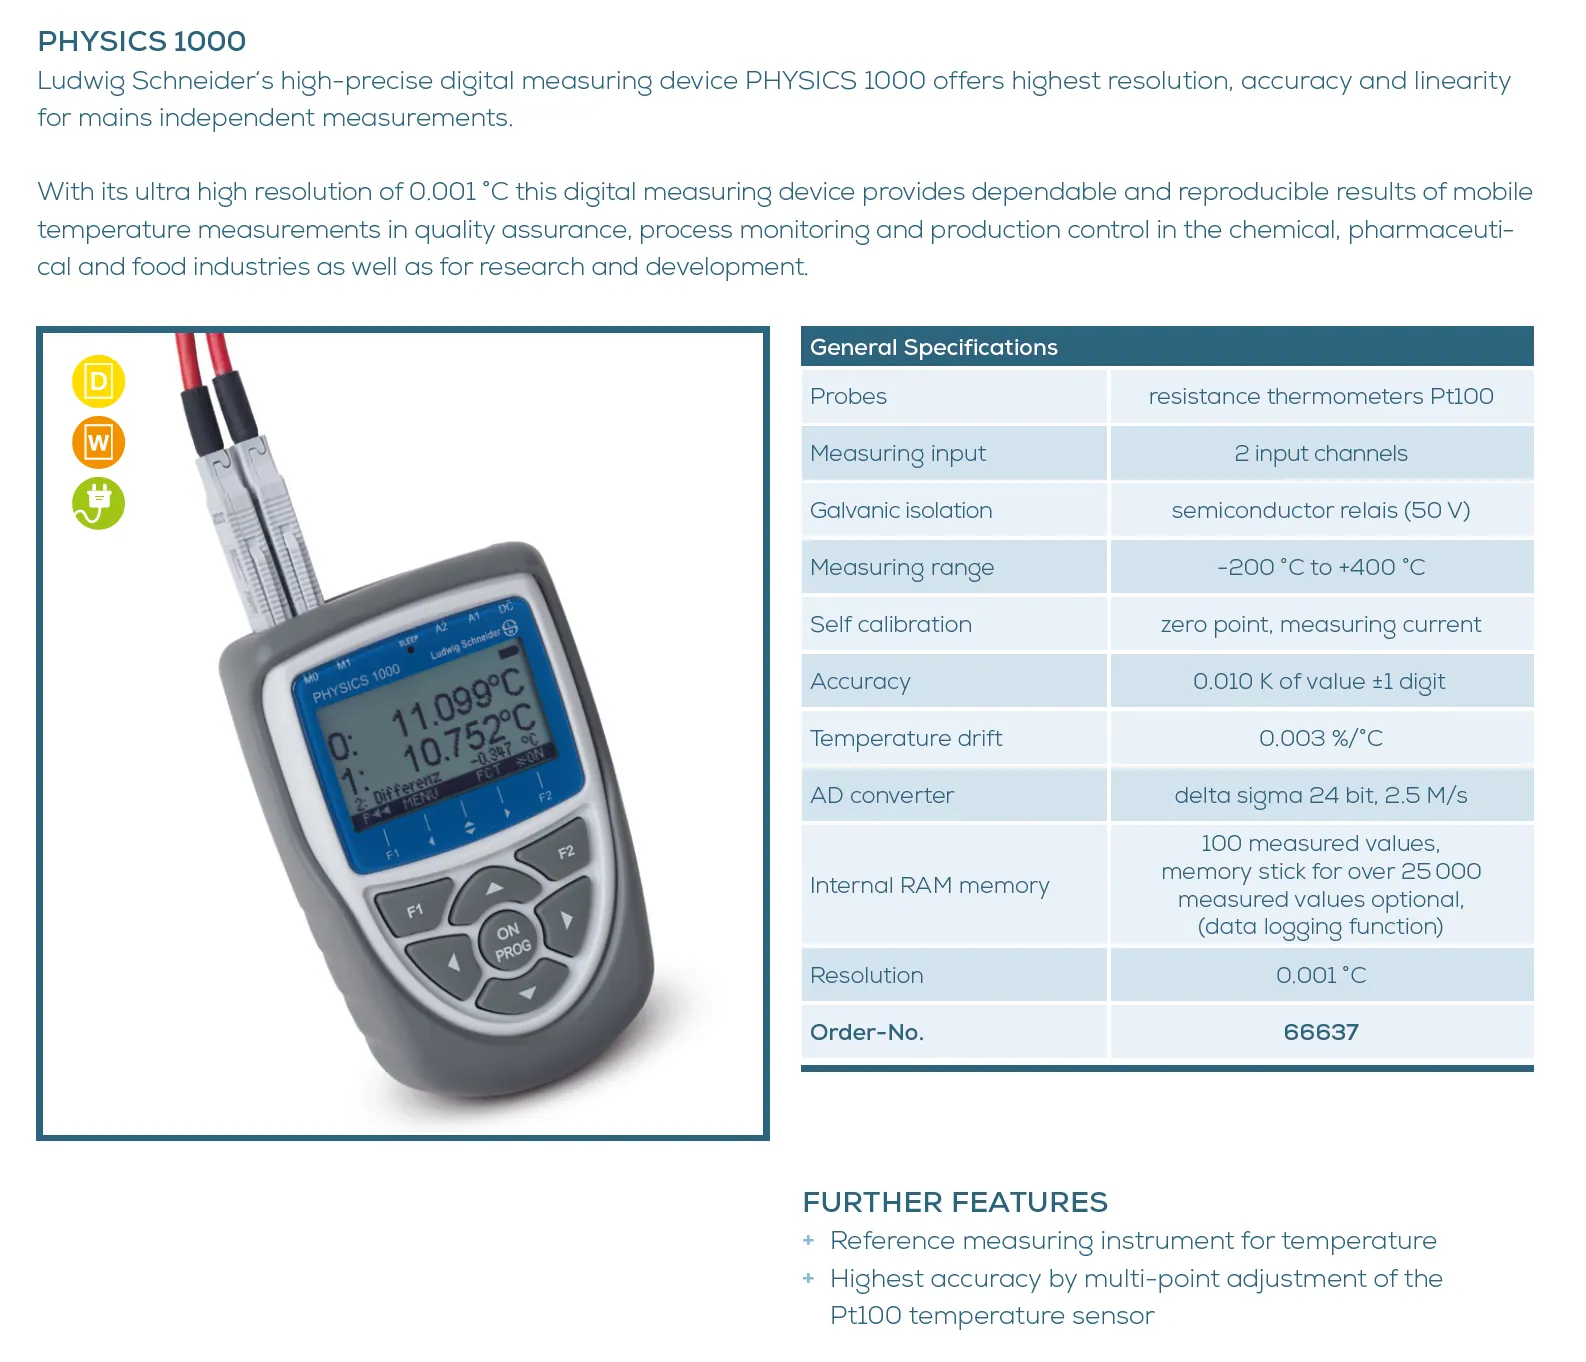 PHYSICS 1000
Ludwig Schneider‘s high-precise digital measuring device PHYSICS 1000 offers highest resolution, accuracy and linearity
for mains independent measurements.
With its ultra high resolution of 0.001 °C this digital measuring device provides dependable and reproducible results of mobile
temperature measurements in quality assurance, process monitoring and production control in the chemical, pharmaceuti-
cal and food industries as well as for research and development.
D
W
M0 M1 SLEEP A2 A1 DC
PHYSICS 1000 Ludwig Schneider
0: 11.099°C
1: 10.752°C
2: Differenz -0.347 °C
MENU FCT ON
F1 F2
F1
F2
ON
PROG
General Specifications
Probes resistance thermometers Pt100
Measuring input 2 input channels
Galvanic isolation semiconductor relais (50 V)
Measuring range -200 °C to +400 °C
Self calibration zero point, measuring current
Accuracy 0.010 K of value ±1 digit
Temperature drift 0.003 %/°C
AD converter delta sigma 24 bit, 2.5 M/s
Internal RAM memory 100 measured values,
memory stick for over 25 000
measured values optional,
(data logging function)
Resolution 0.001 °C
Order-No. 66637
FURTHER FEATURES
+ Reference measuring instrument for temperature
+ Highest accuracy by multi-point adjustment of the
Pt100 temperature sensor